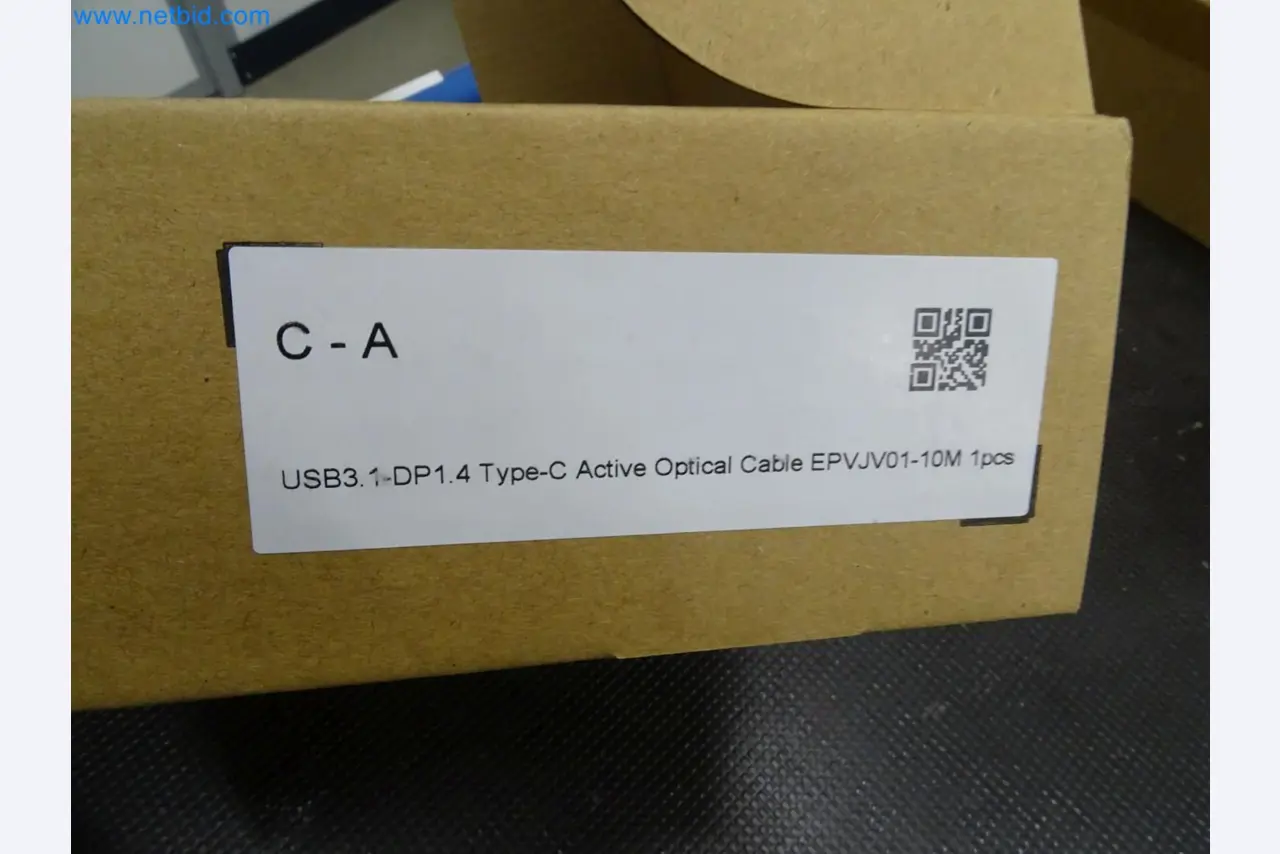 www.netbid.com
C - A
USB3.1-DP1.4 Type-C Active Optical Cable EPVJV01-10M 1pcs